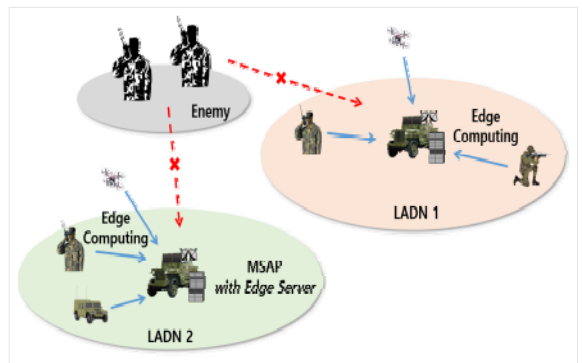 Enemy
Edge
Computing
LADN 1
Edge
Computing
MSAP
with Edge Server
LADN 2